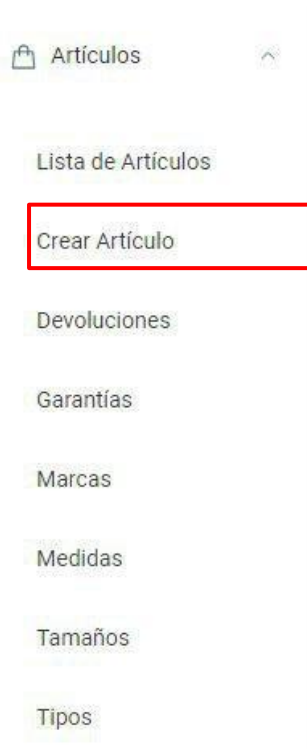 Artículos
Lista de Artículos
Crear Artículo
Devoluciones
Garantías
Marcas
Medidas
Tamaños
Tipos